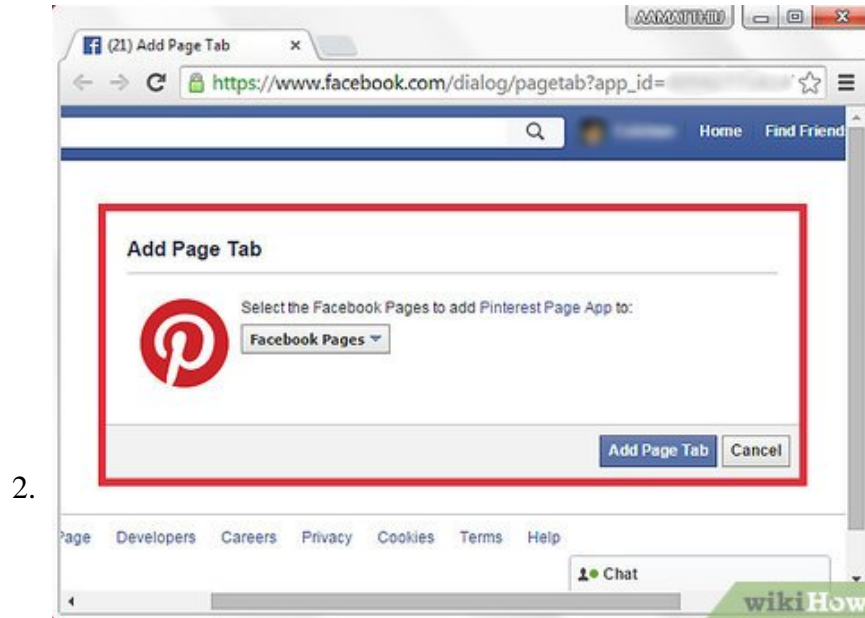 AAMATTHIU
(21) Add Page Tab
https://www.facebook.com/dialog/pagetab?app_id=
Home Find Friend
Add Page Tab
Select the Facebook Pages to add Pinterest Page App to:
Facebook Pages
Add Page Tab Cancel
2.
Page Developers Careers Privacy Cookies Terms Help
Chat
wikiHow